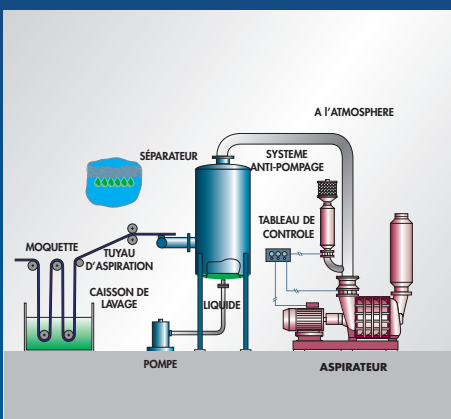 A l'ATMOSPHERE
SÉPARATEUR
SYSTEME
ANTI-POMPAGE
TABLEAU DE
CONTROLE
MOQUETTE
TUYAU
D'ASPIRATION
CAISSON DE
LAVAGE
LIQUIDE
POMPE
ASPIRATEUR